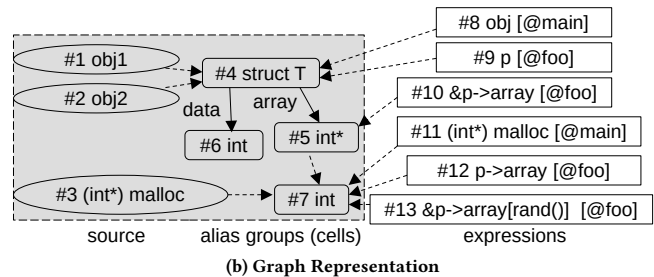 #1 obj1
#2 obj2
#4 struct T
data
array
#6 int
#5 int*
#3 (int*) malloc
#7 int
#8 obj [@main]
#9 p [@foo]
#10 &p->array [@foo]
#11 (int*) malloc [@main]
#12 p->array [@foo]
#13 &p->array[rand()] [@foo]
source
alias groups (cells)
expressions
(b) Graph Representation